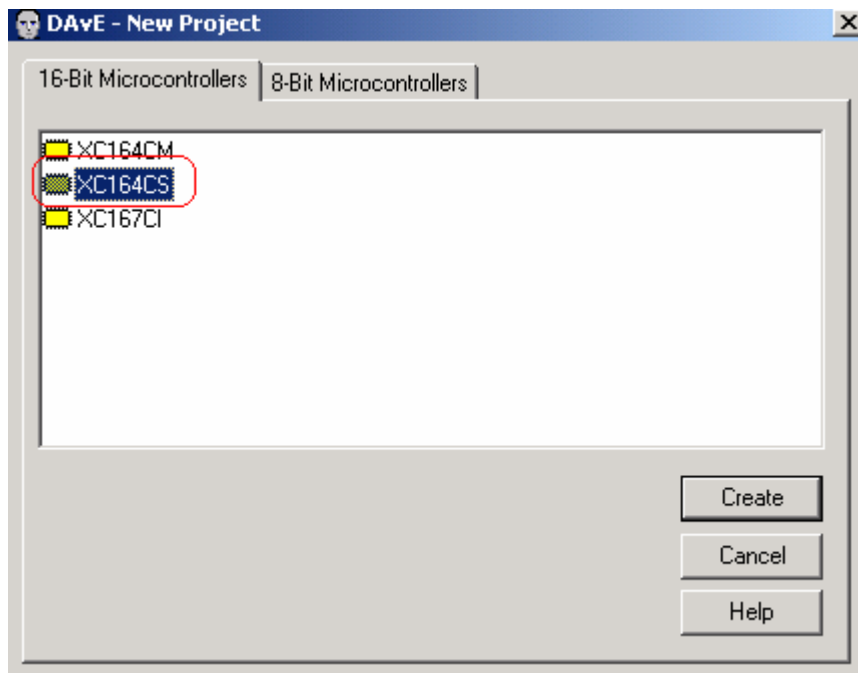 DAvE - New Project
16-Bit Microcontrollers 8-Bit Microcontrollers
XC164CM
XC164CS
XC167CI
Create
Cancel
Help